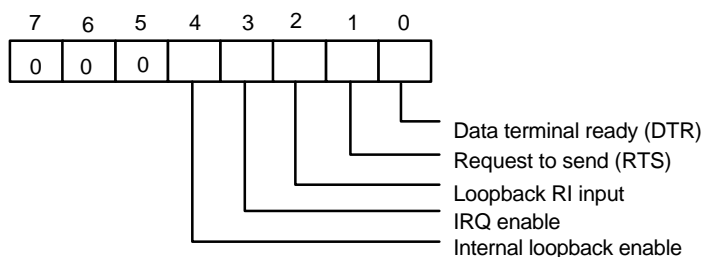 7 6 5 4 3 2 1 0
0 0 0
Data terminal ready (DTR)
Request to send (RTS)
Loopback RI input
IRQ enable
Internal loopback enable